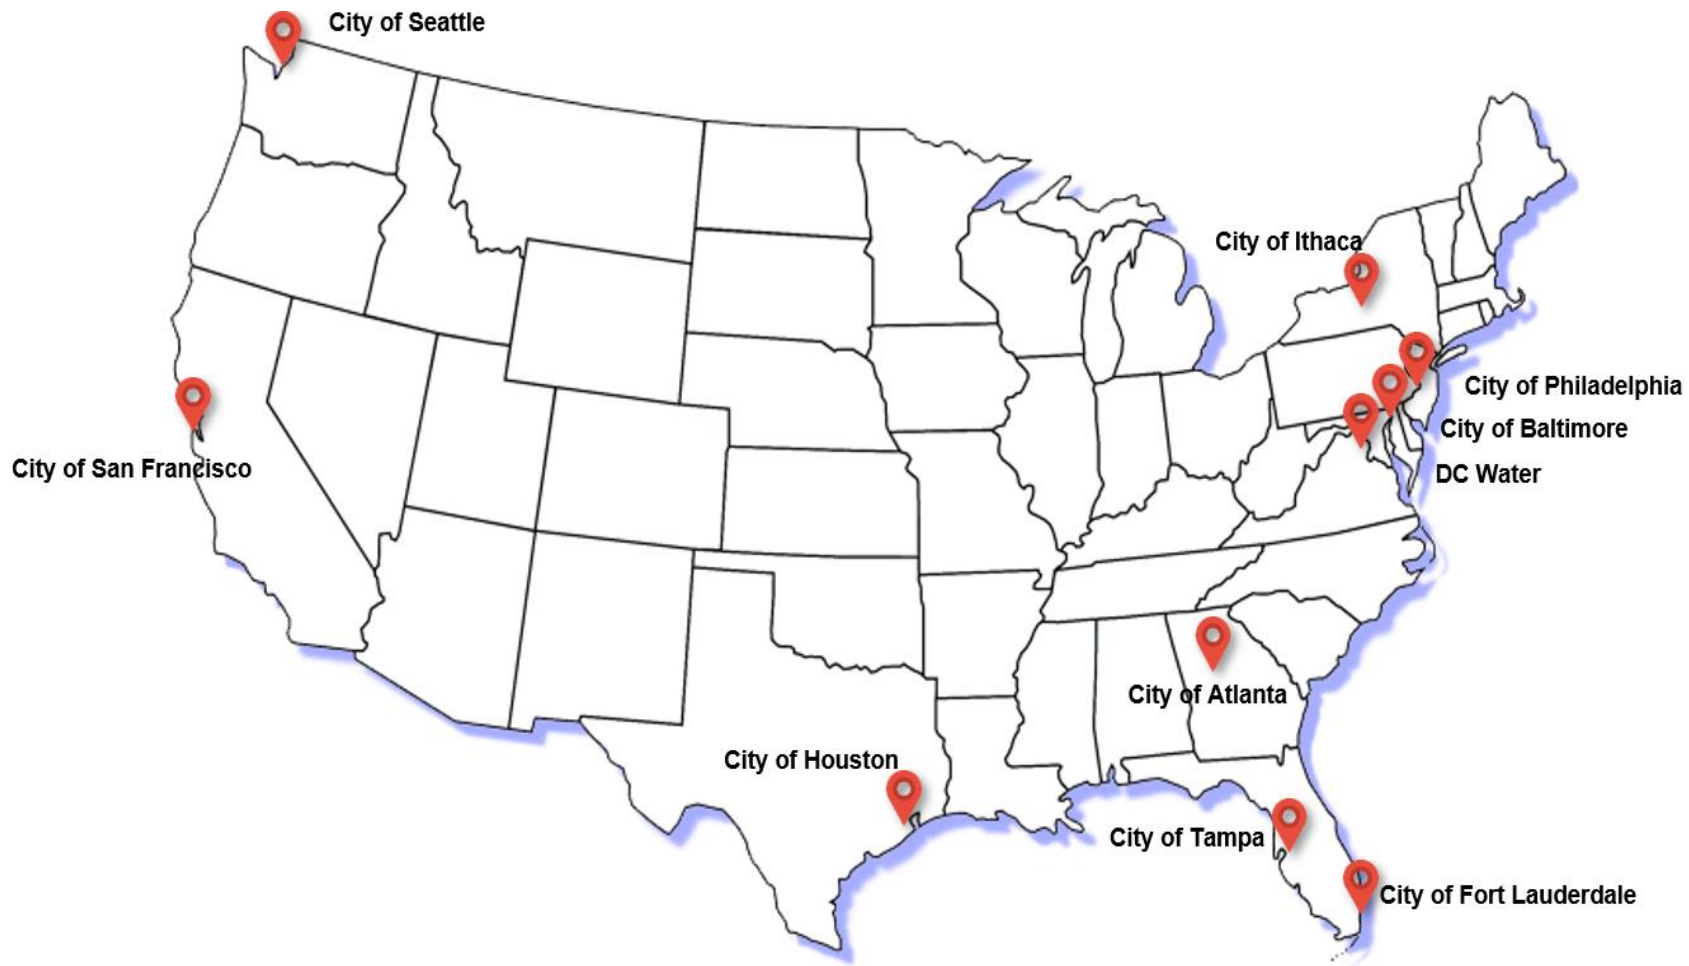 City of Seattle
City of Ithaca
City of Philadelphia
City of Baltimore
City of San Francisco
DC Water
City of Atlanta
City of Houston
City of Tampa
City of Fort Lauderdale